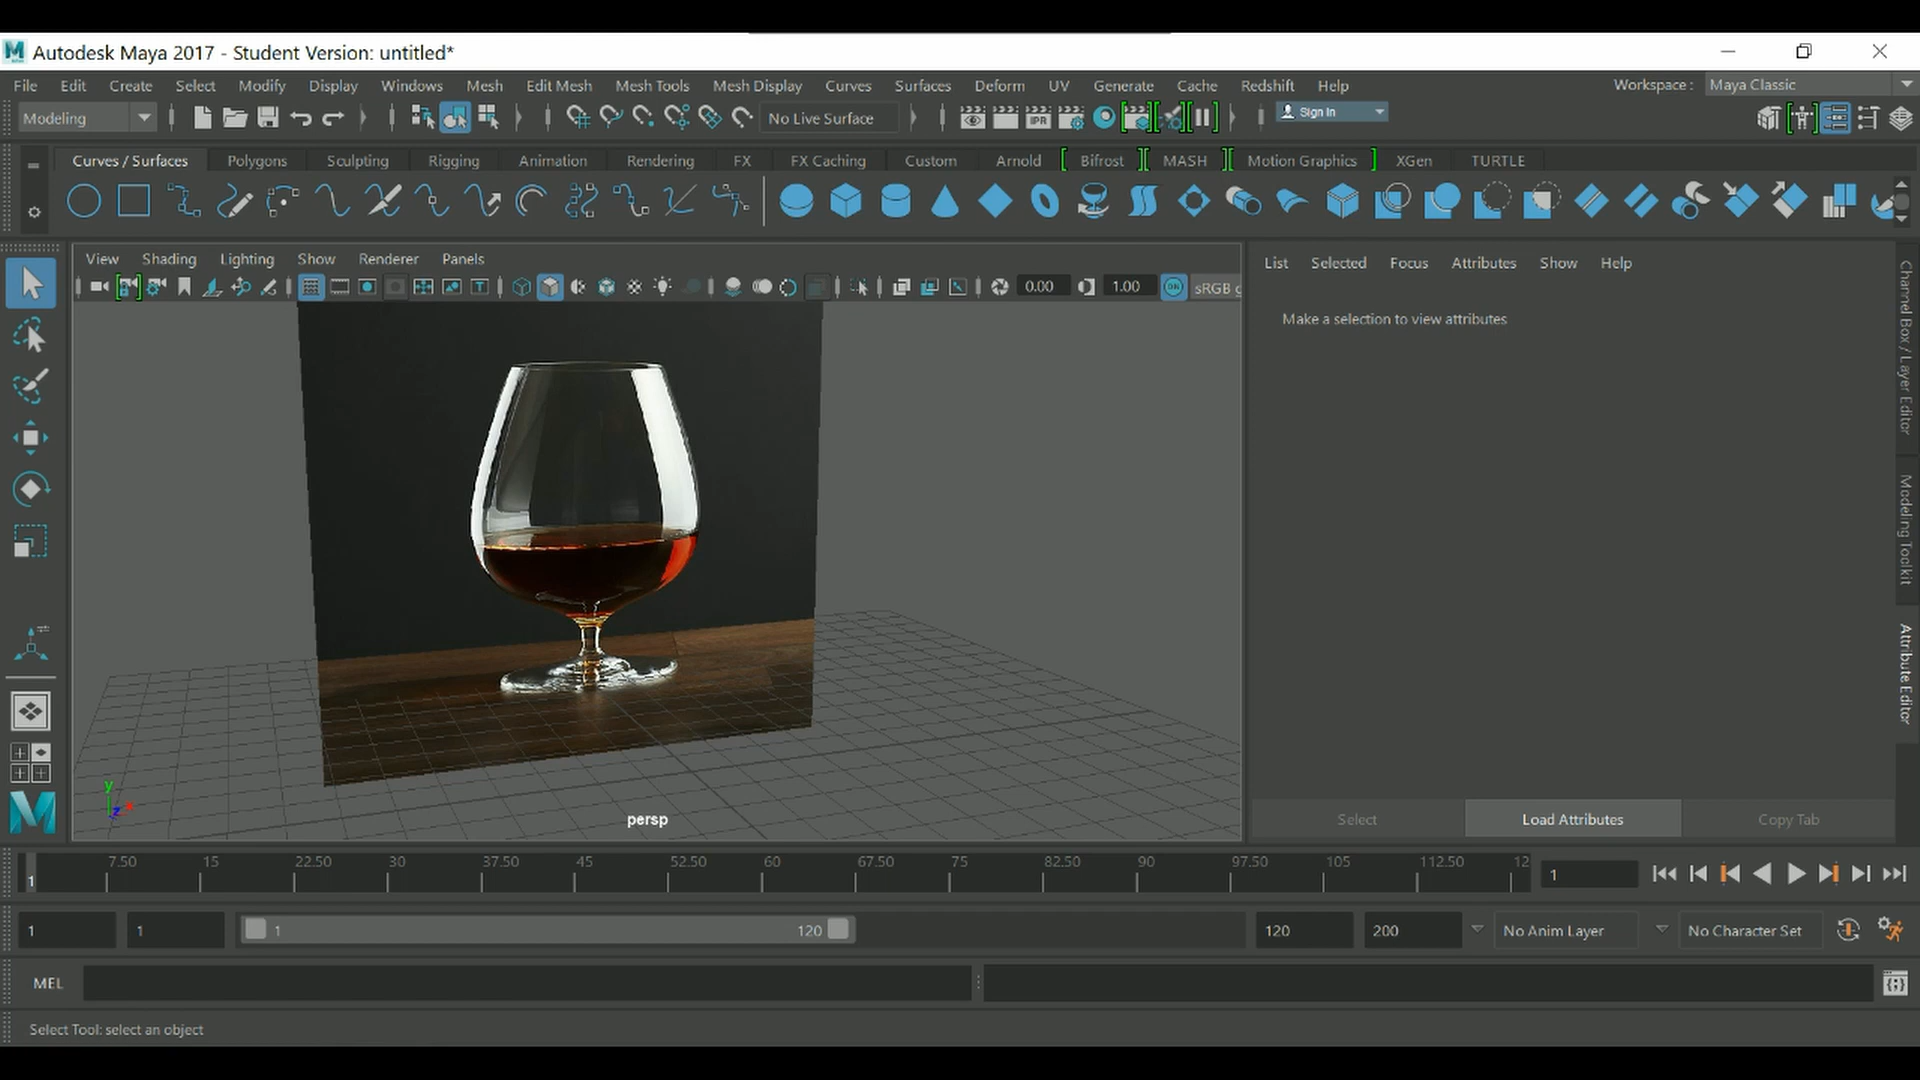 Autodesk Maya 2017 - Student Version: untitled*
File Edit Create Select Modify Display Windows Mesh Edit Mesh Mesh Tools Mesh Display Curves Surfaces Deform UV Generate Cache Redshift Help Workspace : Maya Classic
Modeling No Live Surface Sign In
Curves / Surfaces Polygons Sculpting Rigging Animation Rendering FX FX Caching Custom Arnold Bifrost MASH Motion Graphics XGen TURTLE
View Shading Lighting Show Renderer Panels
IPR
0.00 1.00 ON sRGB
List Selected Focus Attributes Show Help
Make a selection to view attributes
Channel Box / Layer Editor
Modeling Toolkit
Attribute Editor
y
z x
persp
Select Load Attributes Copy Tab
7.50 15 22.50 30 37.50 45 52.50 60 67.50 75 82.50 90 97.50 105 112.50 12
1 1
1 1 1 120 120 200 No Anim Layer No Character Set
MEL
Select Tool: select an object